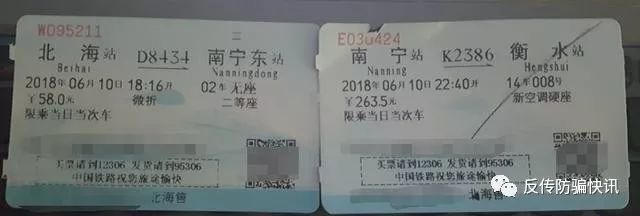 W095211
北海站 D8434 南宁东站
Beihai Nanningdong
2018年06月10日 18:16开 02车无座
¥58.0元 微折 二等座
限乘当日当次车
买票请到12306 发货请到95306
中国铁路祝您旅途愉快
北海售
E030424
南宁站 K2386 衡水站
Nanning Hengshui
2018年06月10日 22:40开 14车008号
¥263.5元 新空调硬座
限乘当日当次车
买票请到12306 发货请到95306
中国铁路祝您旅途愉快
北海售
反传防骗快讯